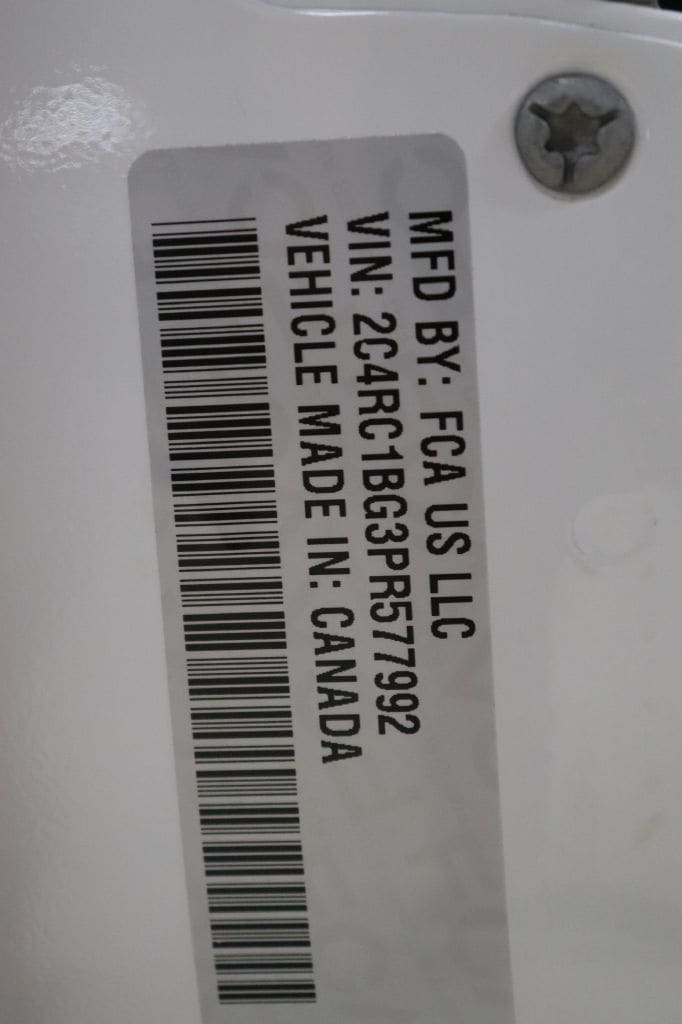 MFD BY: FCA US LLC
VIN: 2C4RC1BG3PR577992
VEHICLE MADE IN: CANADA